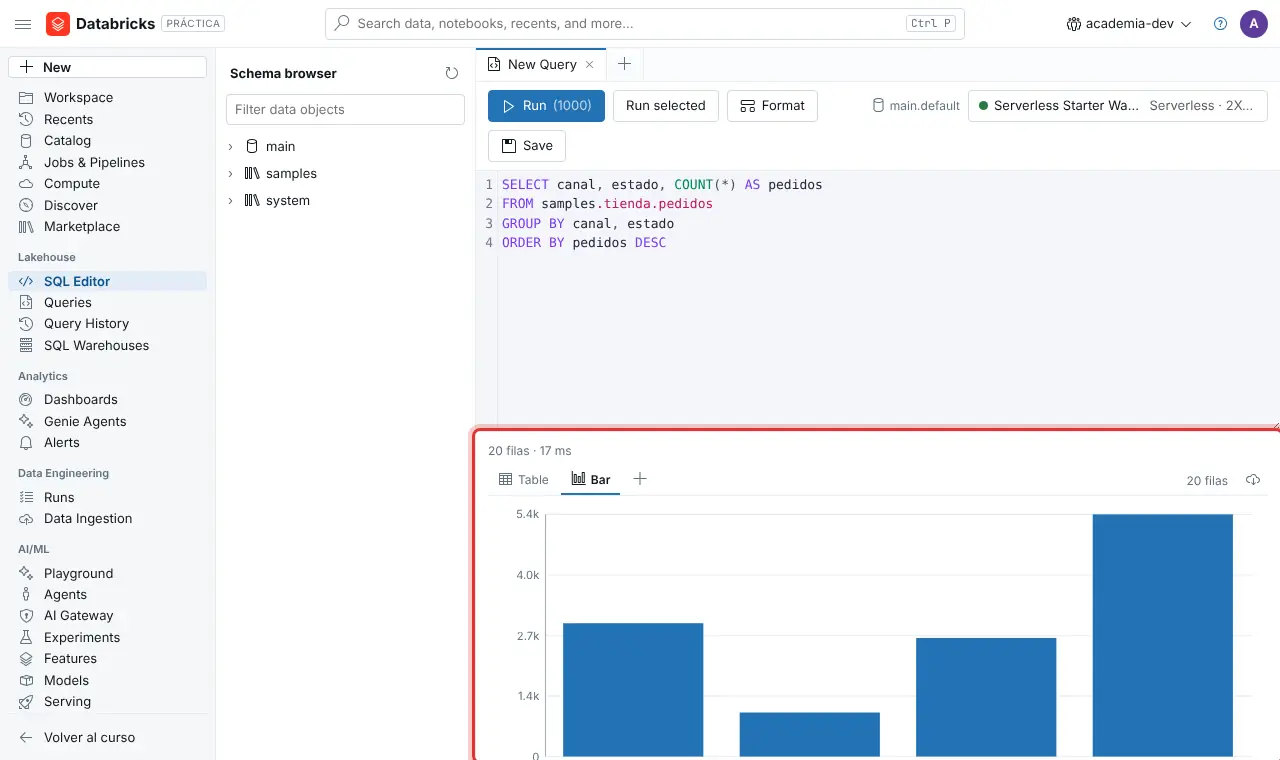 Databricks PRÁCTICA
Search data, notebooks, recents, and more... Ctrl P
academia-dev
A
New
Workspace
Recents
Catalog
Jobs & Pipelines
Compute
Discover
Marketplace
Lakehouse
SQL Editor
Queries
Query History
SQL Warehouses
Analytics
Dashboards
Genie Agents
Alerts
Data Engineering
Runs
Data Ingestion
AI/ML
Playground
Agents
AI Gateway
Experiments
Features
Models
Serving
Volver al curso
Schema browser
Filter data objects
main
samples
system
New Query
Run (1000) Run selected Format main.default Serverless Starter Wa... Serverless · 2X...
Save
1 SELECT canal, estado, COUNT(*) AS pedidos
2 FROM samples.tienda.pedidos
3 GROUP BY canal, estado
4 ORDER BY pedidos DESC
20 filas · 17 ms
Table Bar 20 filas
5.4k
4.0k
2.7k
1.4k
0